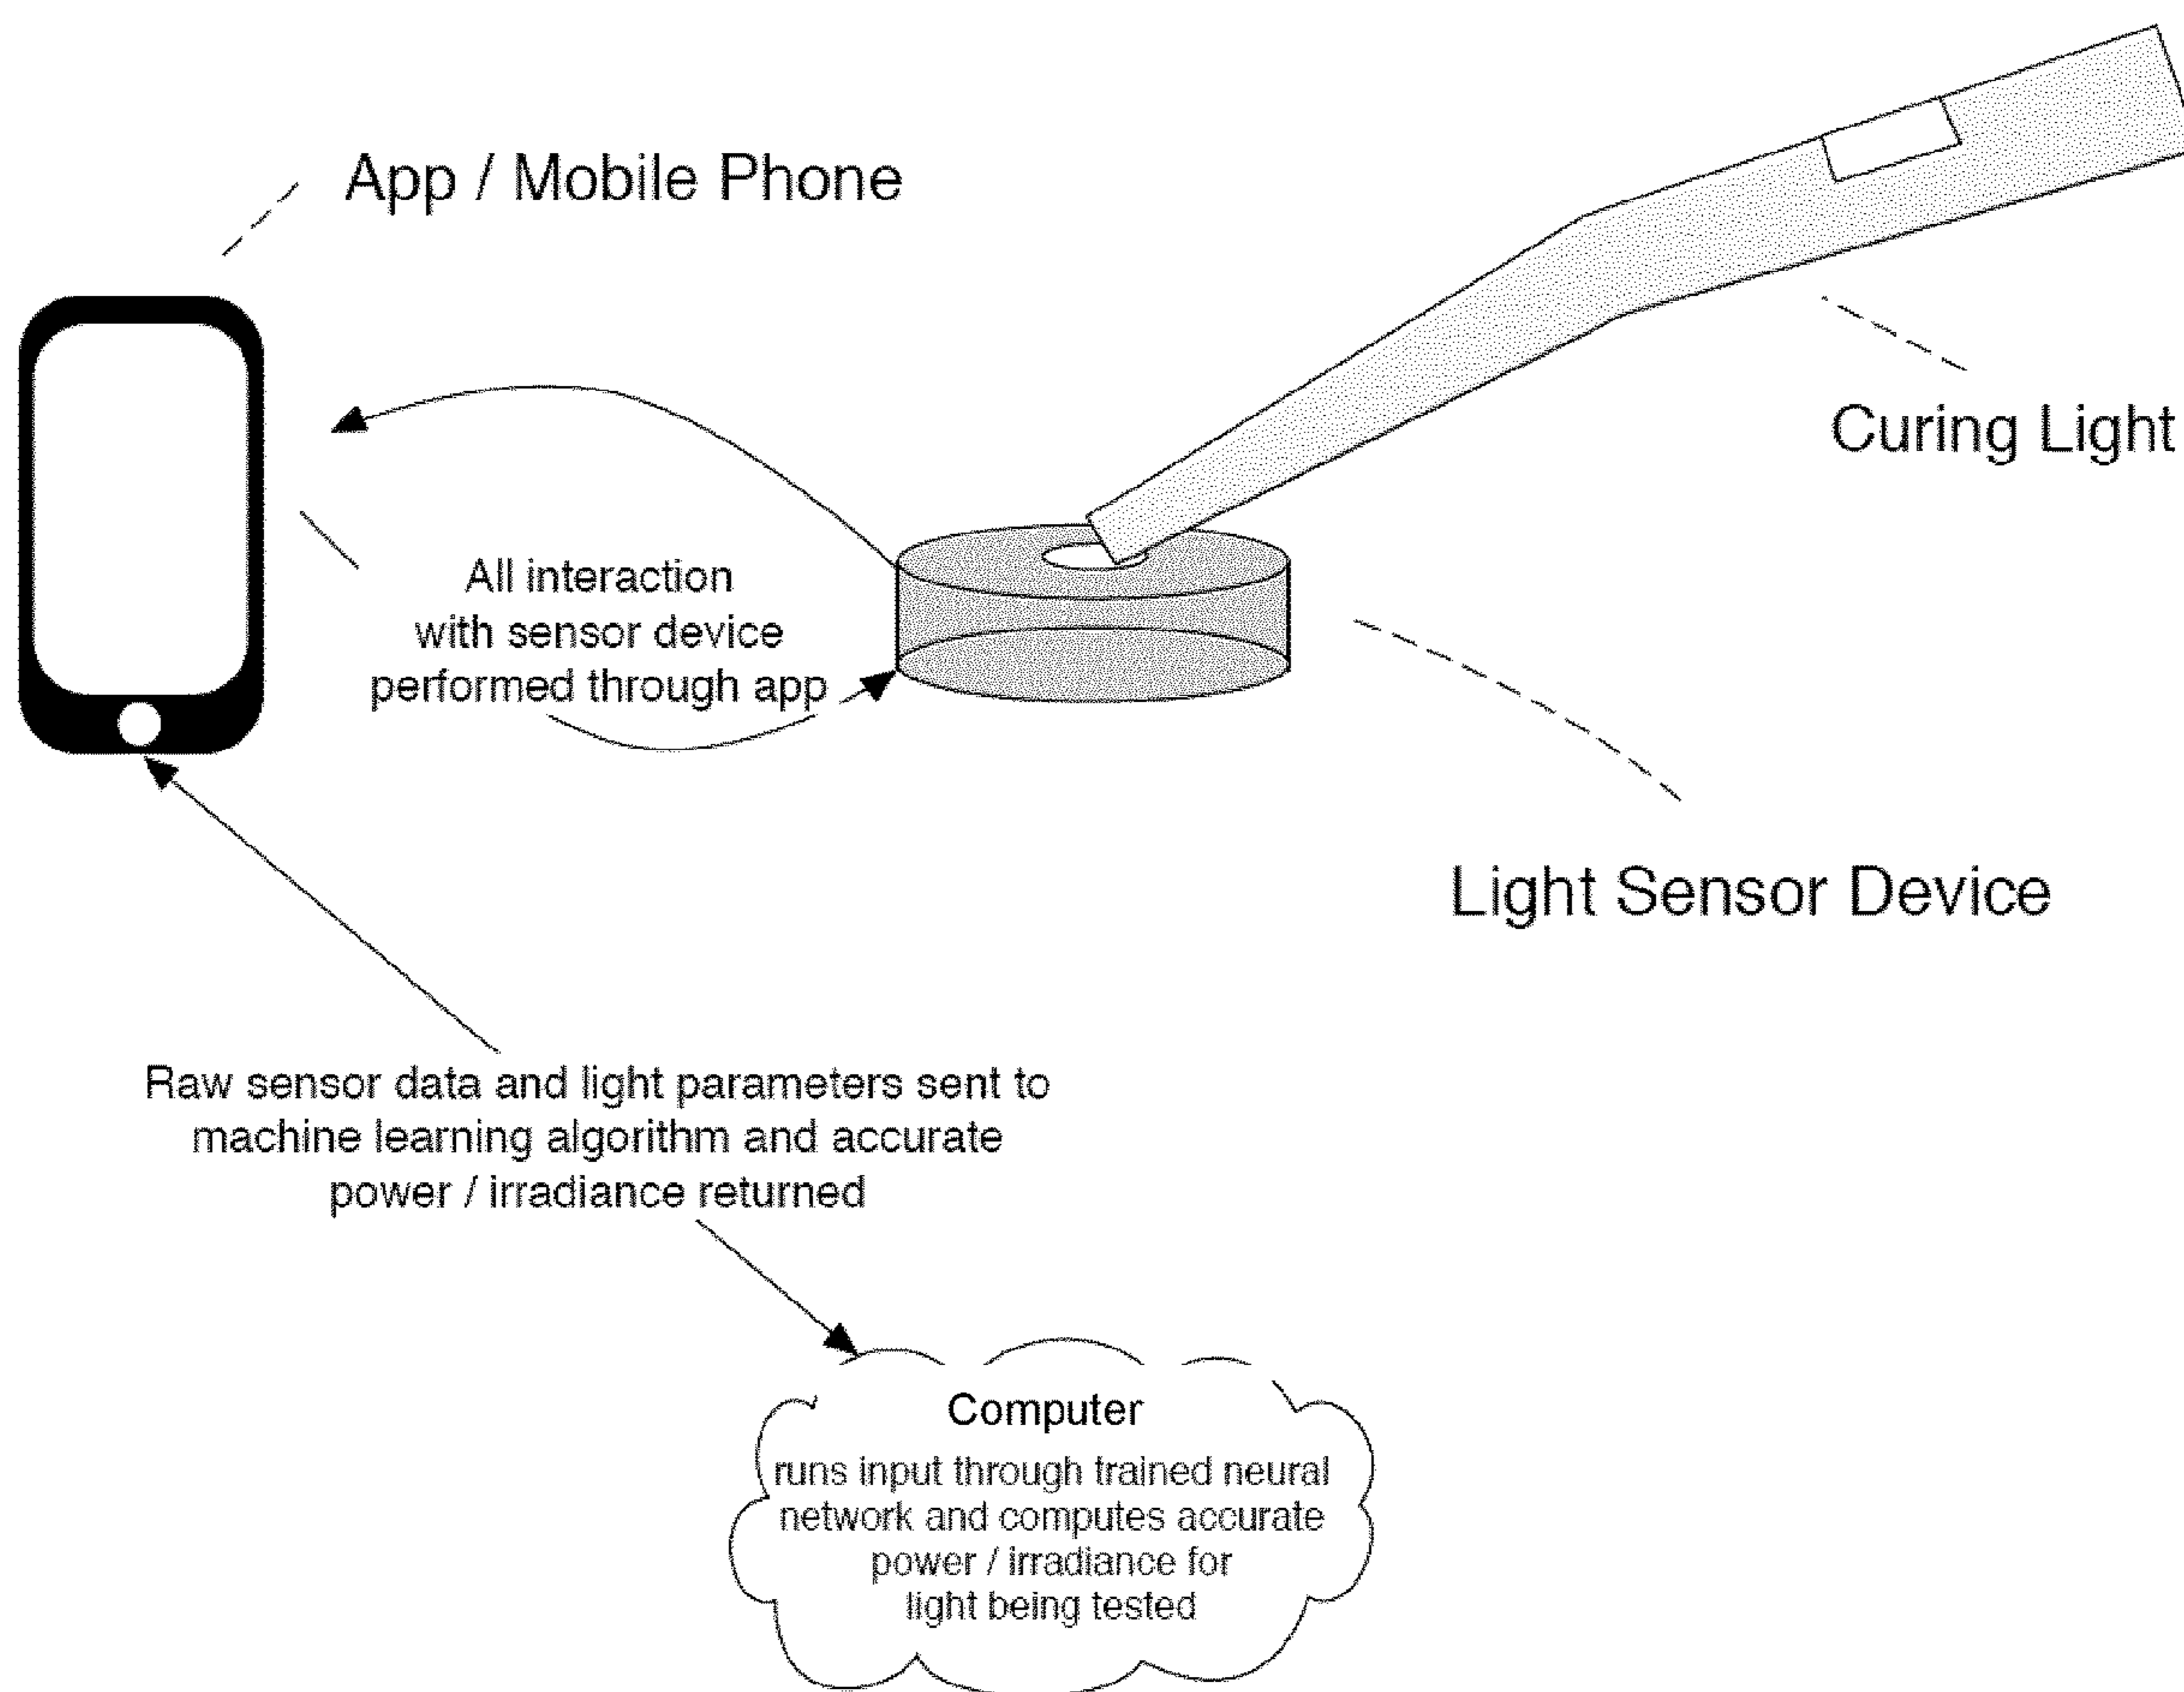 App / Mobile Phone
Curing Light
All interaction
with sensor device
performed through app
Light Sensor Device
Raw sensor data and light parameters sent to
machine learning algorithm and accurate
power / irradiance returned
Computer
runs input through trained neural
network and computes accurate
power / irradiance for
light being tested